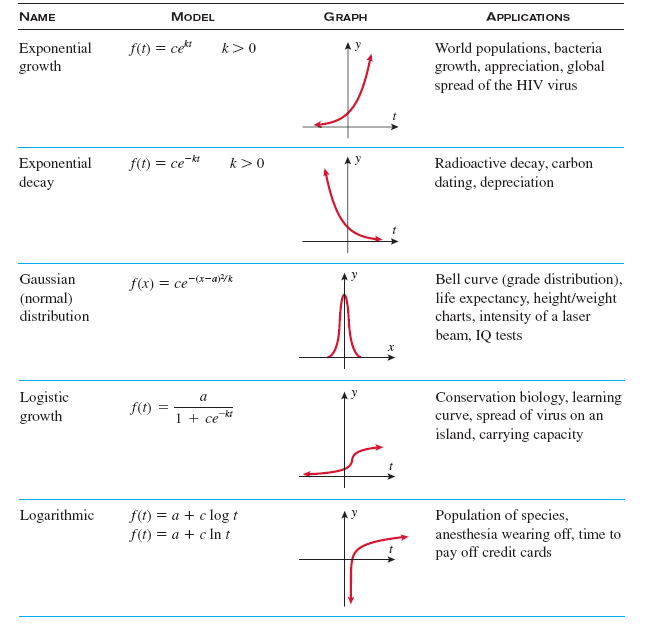 NAME MODEL GRAPH APPLICATIONS
Exponential growth
f(t) = ce^{kt} k > 0
y
t
World populations, bacteria
growth, appreciation, global
spread of the HIV virus
Exponential decay
f(t) = ce^{−kt} k > 0
y
t
Radioactive decay, carbon
dating, depreciation
Gaussian
(normal)
distribution
f(x) = ce^{−(x−a)²/k}
y
x
Bell curve (grade distribution),
life expectancy, height/weight
charts, intensity of a laser
beam, IQ tests
Logistic
growth
f(t) = a / (1 + ce^{−kt})
y
t
Conservation biology, learning
curve, spread of virus on an
island, carrying capacity
Logarithmic
f(t) = a + c log t
f(t) = a + c ln t
y
t
Population of species,
anesthesia wearing off, time to
pay off credit cards